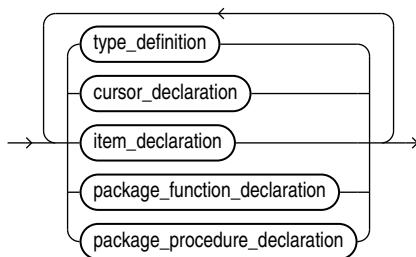 type_definition
cursor_declaration
item_declaration
package_function_declaration
package_procedure_declaration